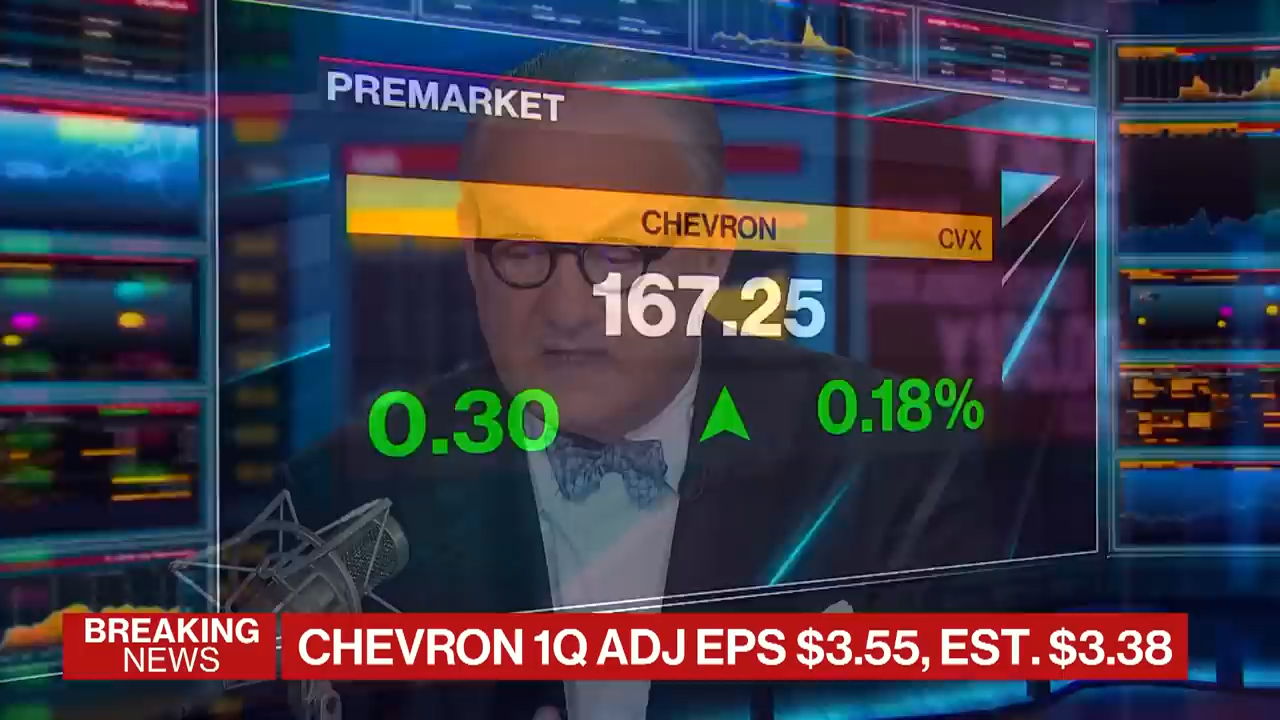 PREMARKET
CHEVRON
CVX
167.25
0.30
0.18%
BREAKING
NEWS
CHEVRON 1Q ADJ EPS $3.55, EST. $3.38